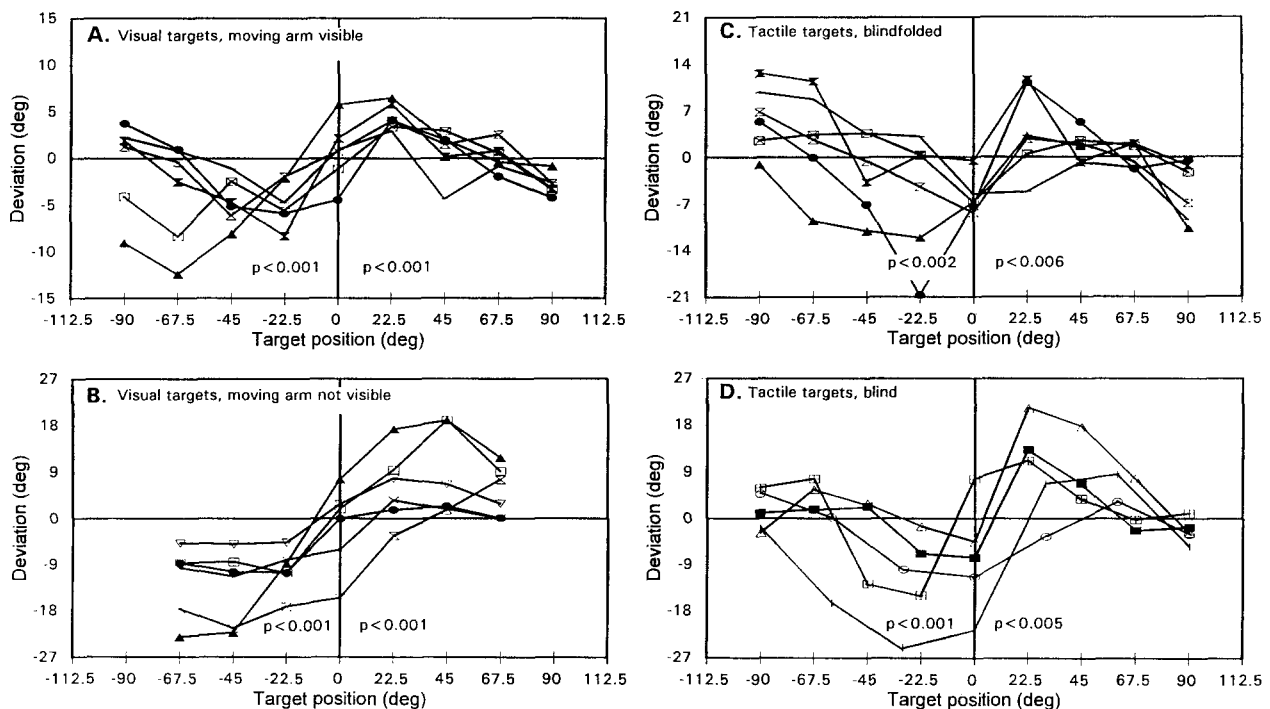 A. Visual targets, moving arm visible
15
10
5
0
-5
-10
-15
Deviation (deg)
p<0.001 p<0.001
-112.5 -90 -67.5 -45 -22.5 0 22.5 45 67.5 90 112.5
Target position (deg)
B. Visual targets, moving arm not visible
27
18
9
0
-9
-18
-27
Deviation (deg)
p<0.001 p<0.001
-112.5 -90 -67.5 -45 -22.5 0 22.5 45 67.5 90 112.5
Target position (deg)
C. Tactile targets, blindfolded
21
14
7
0
-7
-14
-21
Deviation (deg)
p<0.002 p<0.006
-112.5 -90 -67.5 -45 -22.5 0 22.5 45 67.5 90 112.5
Target position (deg)
D. Tactile targets, blind
27
18
9
0
-9
-18
-27
Deviation (deg)
p<0.001 p<0.005
-112.5 -90 -67.5 -45 -22.5 0 22.5 45 67.5 90 112.5
Target position (deg)